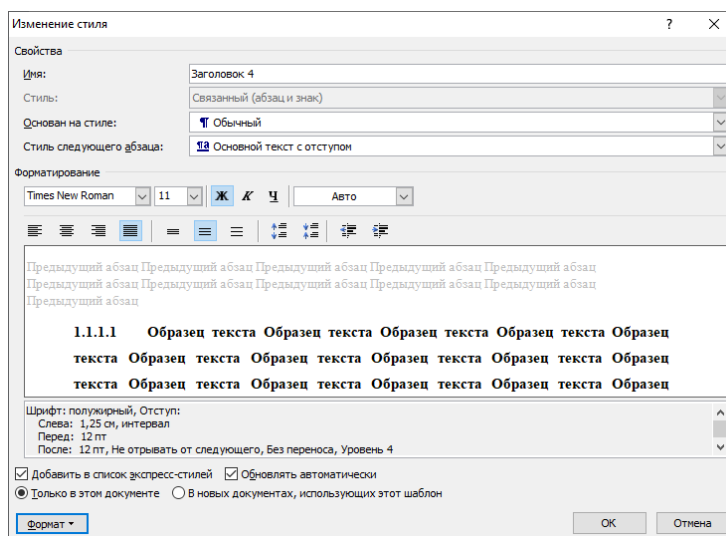 Изменение стиля ? ×
Свойства
Имя: Заголовок 4
Стиль: Связанный (абзац и знак)
Основан на стиле: ¶ Обычный
Стиль следующего абзаца: ¶a Основной текст с отступом
Форматирование
Times New Roman 11 Ж К Ч Авто
Предыдущий абзац Предыдущий абзац Предыдущий абзац Предыдущий абзац Предыдущий абзац
Предыдущий абзац Предыдущий абзац Предыдущий абзац Предыдущий абзац Предыдущий абзац
Предыдущий абзац
1.1.1.1 Образец текста Образец текста Образец текста Образец текста Образец
текста Образец текста Образец текста Образец текста Образец текста Образец
текста Образец текста Образец текста Образец текста Образец текста Образец
Шрифт: полужирный, Отступ:
Слева: 1,25 см, интервал
Перед: 12 пт
После: 12 пт, Не отрывать от следующего, Без переноса, Уровень 4
Добавить в список экспресс-стилей Обновлять автоматически
Только в этом документе В новых документах, использующих этот шаблон
Формат ОК Отмена